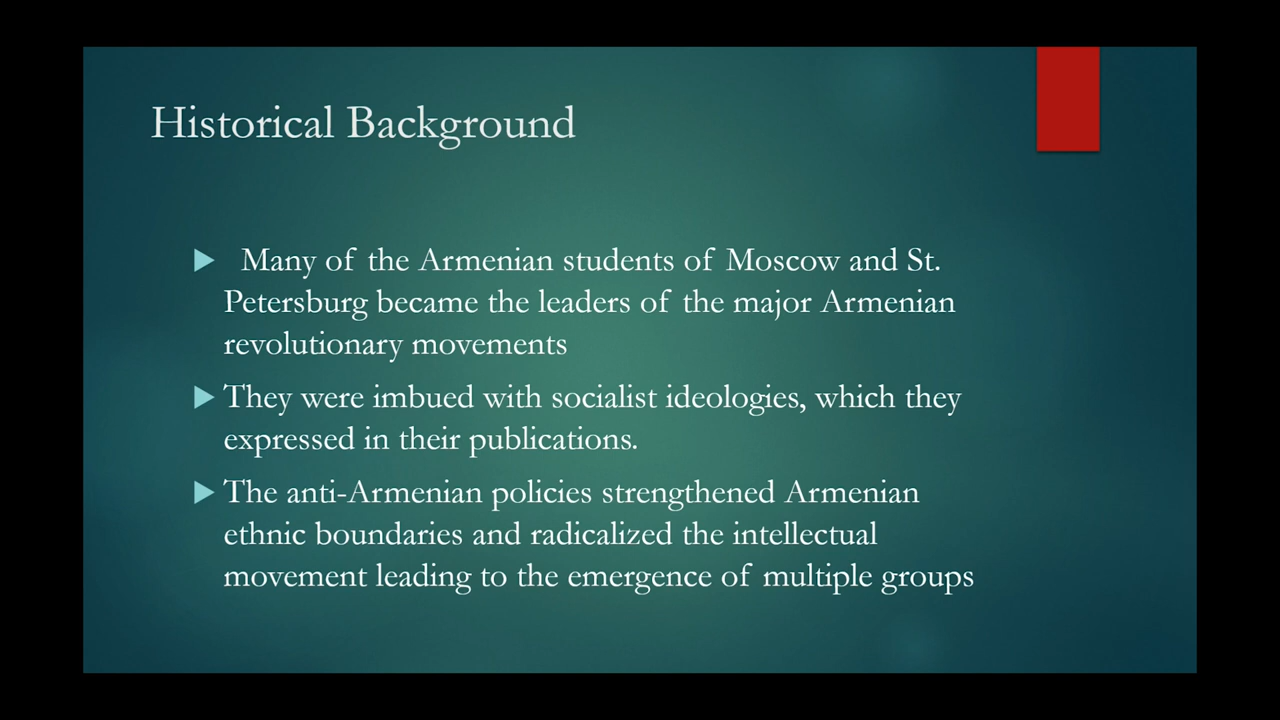 Historical Background
Many of the Armenian students of Moscow and St.
Petersburg became the leaders of the major Armenian
revolutionary movements
They were imbued with socialist ideologies, which they
expressed in their publications.
The anti-Armenian policies strengthened Armenian
ethnic boundaries and radicalized the intellectual
movement leading to the emergence of multiple groups